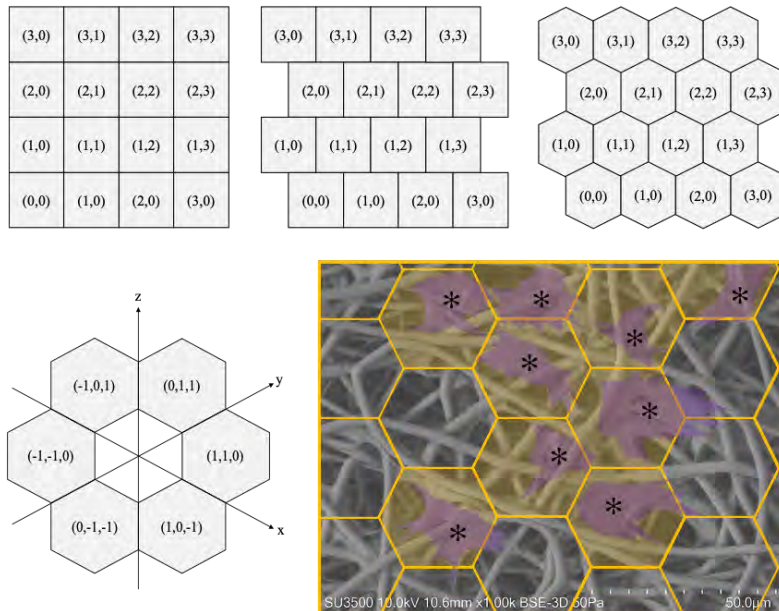 (3,0) (3,1) (3,2) (3,3)
(2,0) (2,1) (2,2) (2,3)
(1,0) (1,1) (1,2) (1,3)
(0,0) (1,0) (2,0) (3,0)
(3,0) (3,1) (3,2) (3,3)
(2,0) (2,1) (2,2) (2,3)
(1,0) (1,1) (1,2) (1,3)
(0,0) (1,0) (2,0) (3,0)
(3,0) (3,1) (3,2) (3,3)
(2,0) (2,1) (2,2) (2,3)
(1,0) (1,1) (1,2) (1,3)
(0,0) (1,0) (2,0) (3,0)
z
(-1,0,1) (0,1,1)
y
(-1,-1,0) (1,1,0)
(0,-1,-1) (1,0,-1)
x
* * *
*
*
*
*
*
*
SU3500 10.0kV 10.6mm x1.00k BSE-3D 60Pa 50.0µm